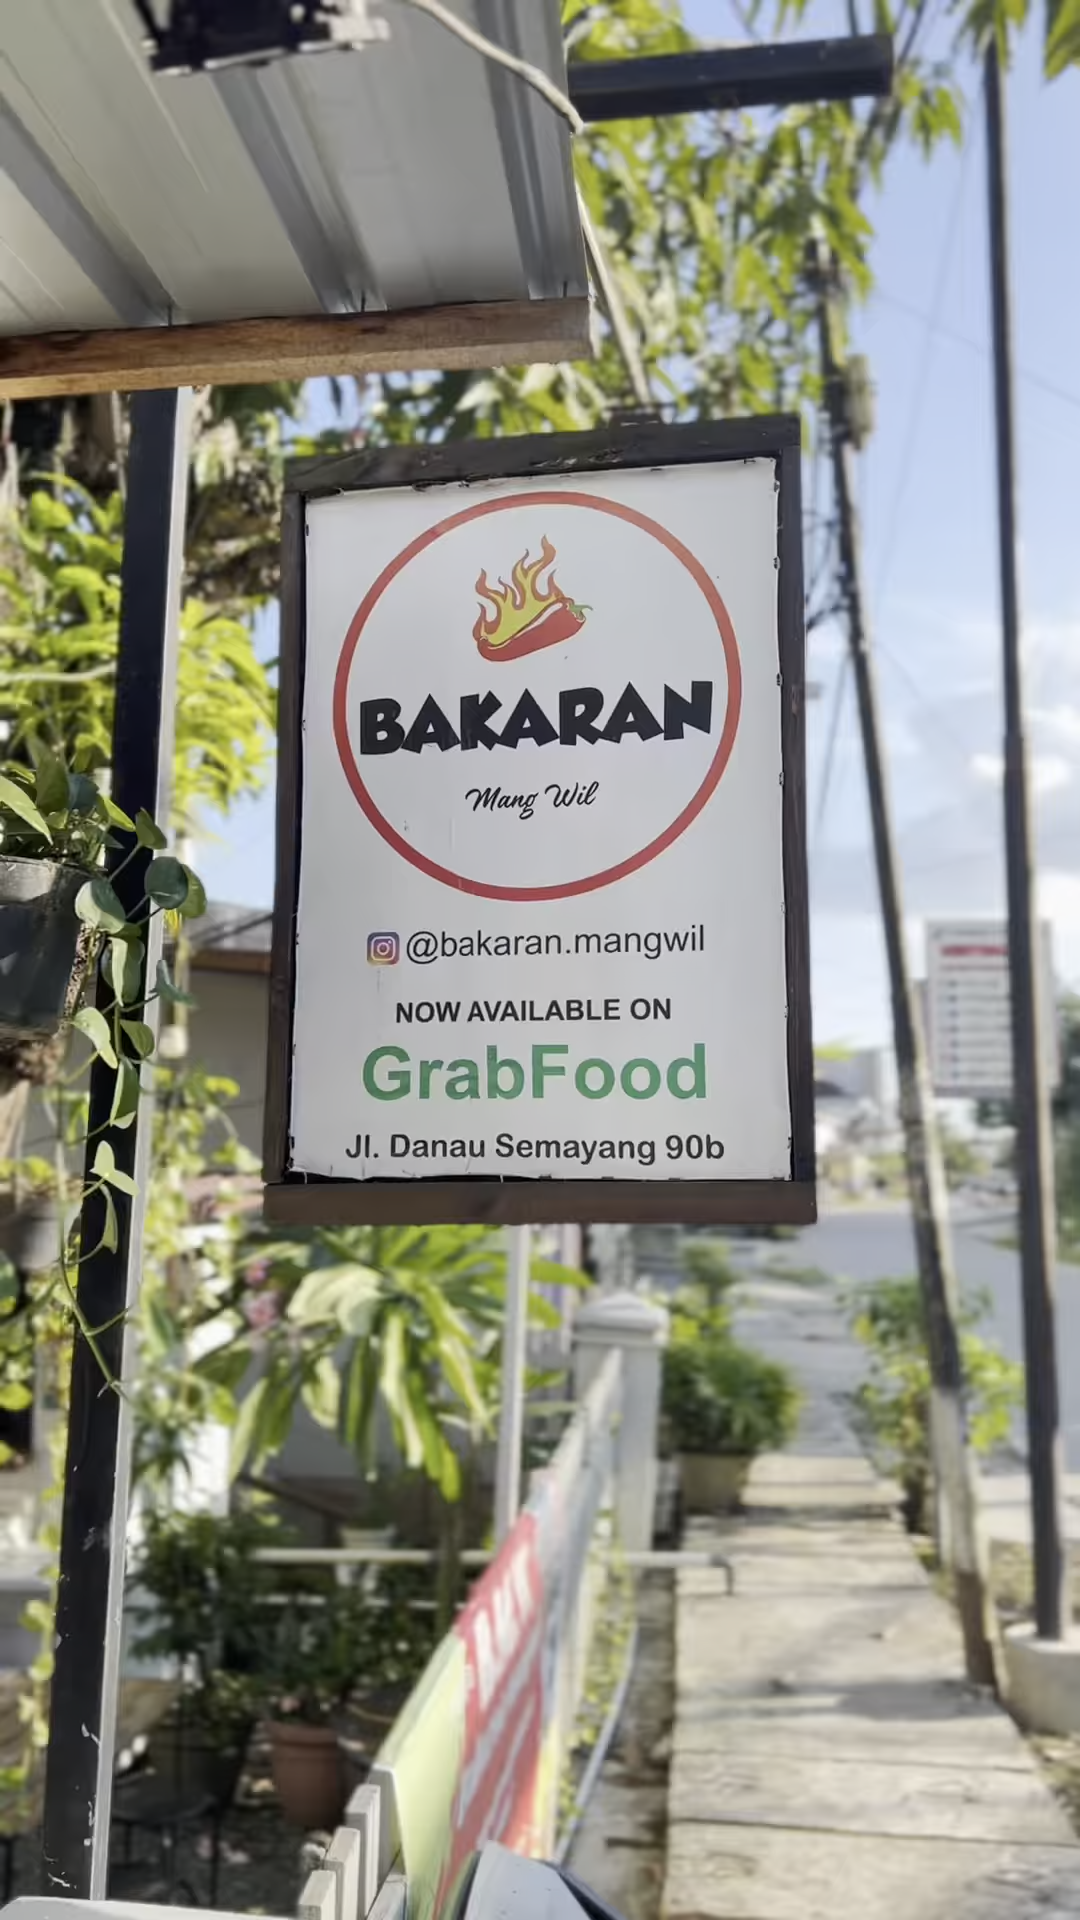 BAKARAN
Mang Wil
@bakaran.mangwil
NOW AVAILABLE ON
GrabFood
Jl. Danau Semayang 90b